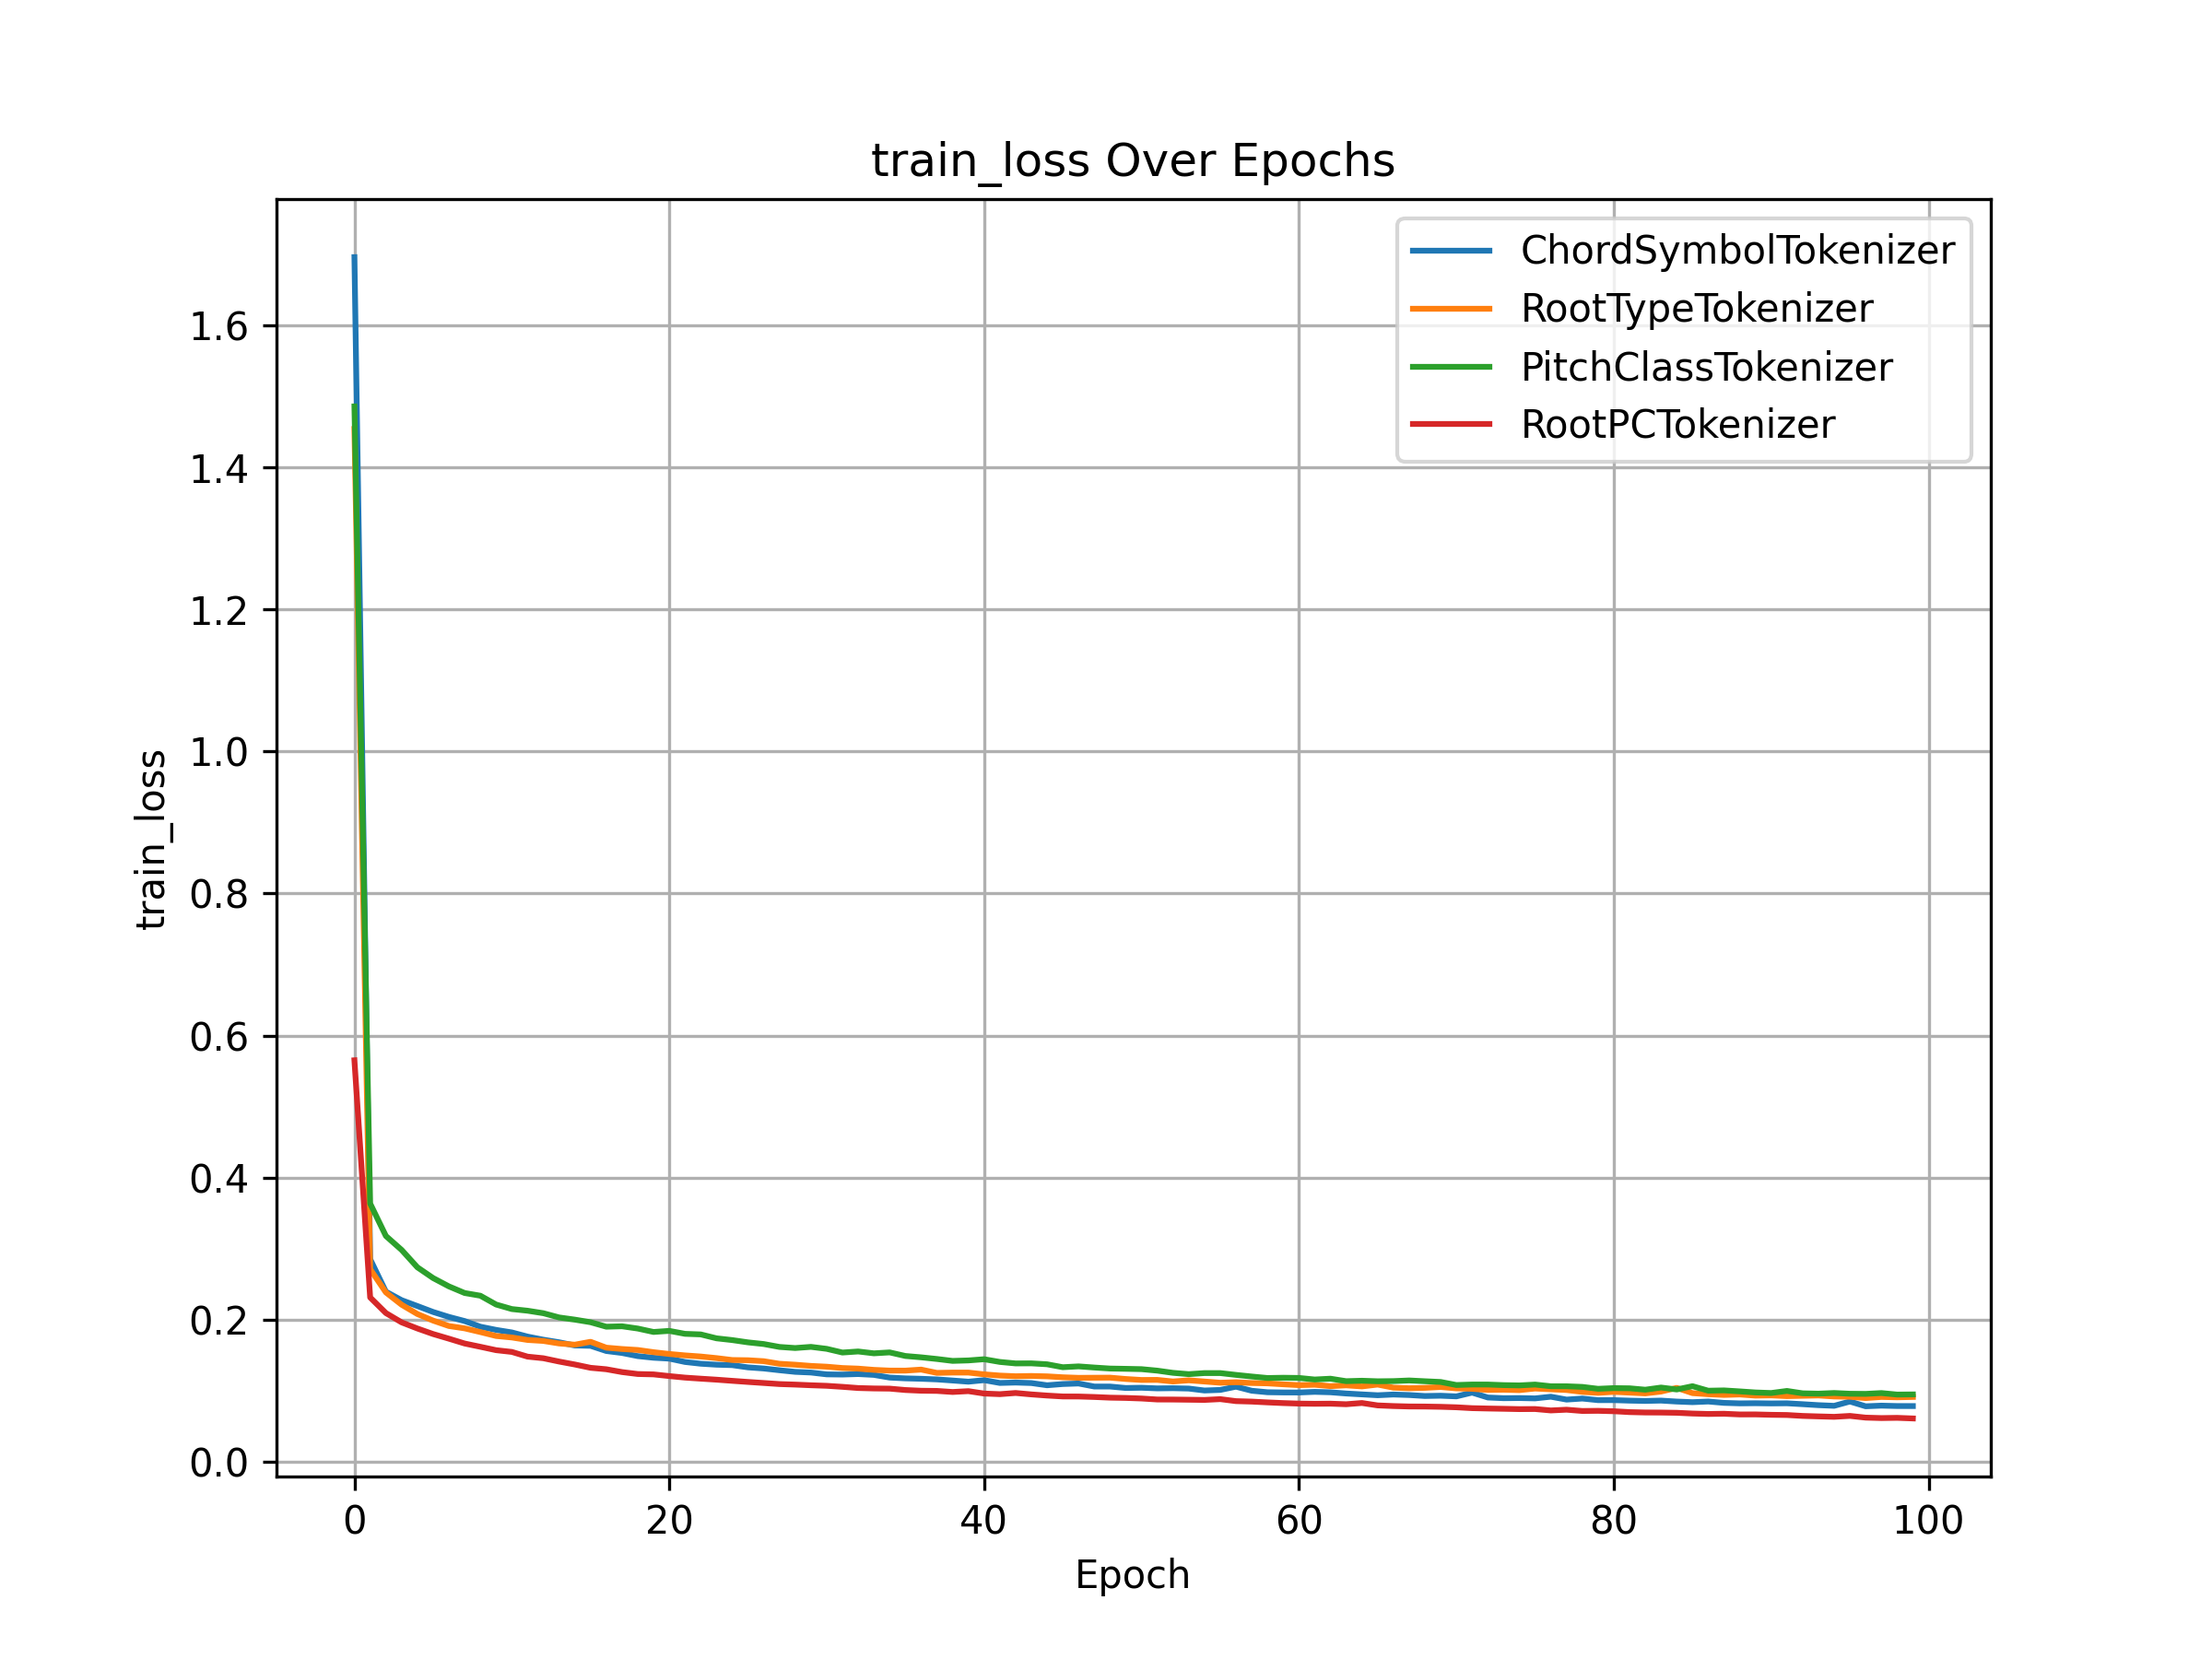 train_loss Over Epochs
ChordSymbolTokenizer
RootTypeTokenizer
PitchClassTokenizer
RootPCTokenizer
train_loss
1.6
1.4
1.2
1.0
0.8
0.6
0.4
0.2
0.0
0 20 40 60 80 100
Epoch